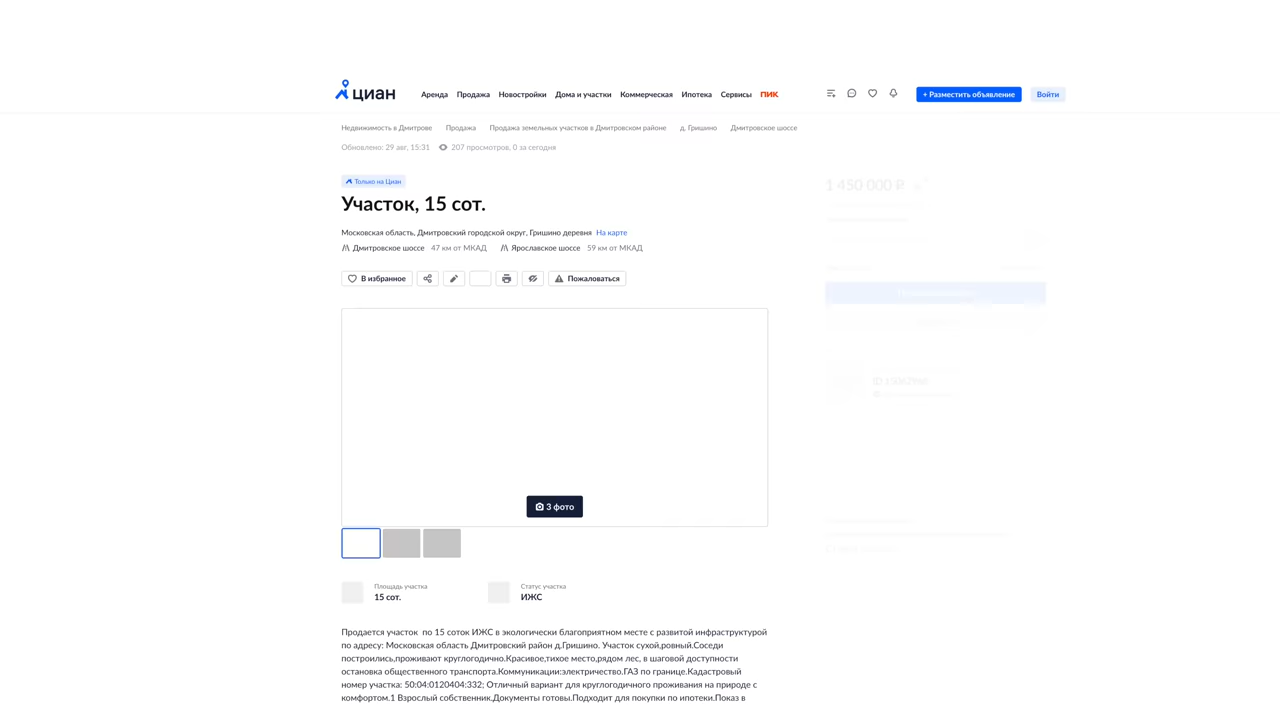 циан
Аренда Продажа Новостройки Дома и участки Коммерческая Ипотека Сервисы ПИК
+ Разместить объявление
Войти
Недвижимость в Дмитрове Продажа Продажа земельных участков в Дмитровском районе д. Гришино Дмитровское шоссе
Обновлено: 29 авг, 15:31 207 просмотров, 0 за сегодня
Только на Циан
Участок, 15 сот.
Московская область, Дмитровский городской округ, Гришино деревня На карте
Дмитровское шоссе 47 км от МКАД Ярославское шоссе 59 км от МКАД
В избранное
Пожаловаться
1 450 000 ₽
3 фото
Площадь участка
15 сот.
Статус участка
ИЖС
Продается участок по 15 соток ИЖС в экологически благоприятном месте с развитой инфраструктурой
по адресу: Московская область Дмитровский район д.Гришино. Участок сухой,ровный.Соседи
построились,проживают круглогодично.Красивое,тихое место,рядом лес, в шаговой доступности
остановка общественного транспорта.Коммуникации:электричество.ГАЗ по границе.Кадастровый
номер участка: 50:04:0120404:332; Отличный вариант для круглогодичного проживания на природе с
комфортом.1 Взрослый собственник.Документы готовы.Подходит для покупки по ипотеки.Показ в